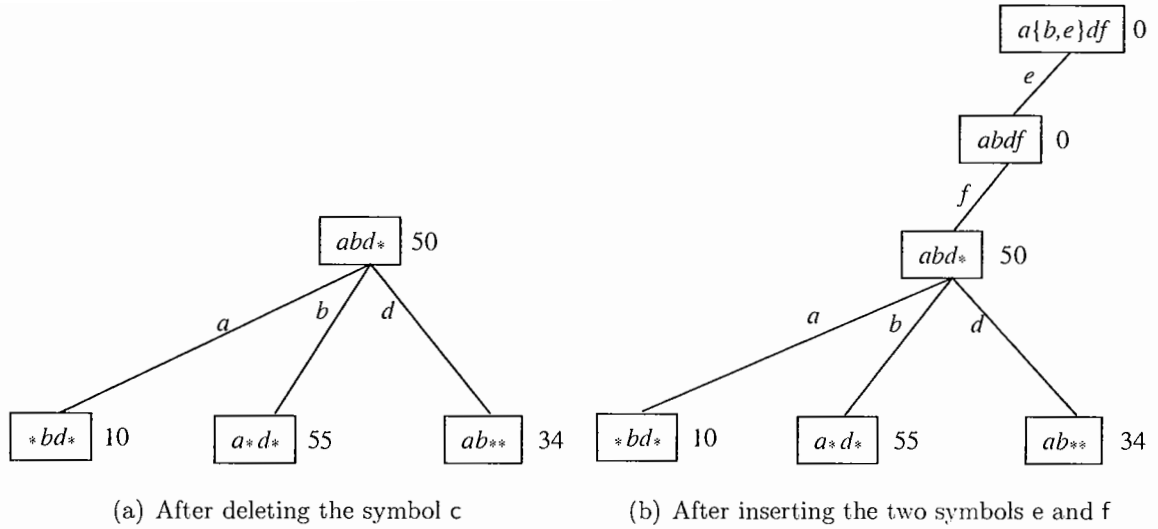 a{b,e}df 0
e
abdf 0
f
abd* 50
abd* 50
a b d
a b d
*bd* 10
a*d* 55
ab** 34
*bd* 10
a*d* 55
ab** 34
(a) After deleting the symbol c
(b) After inserting the two symbols e and f